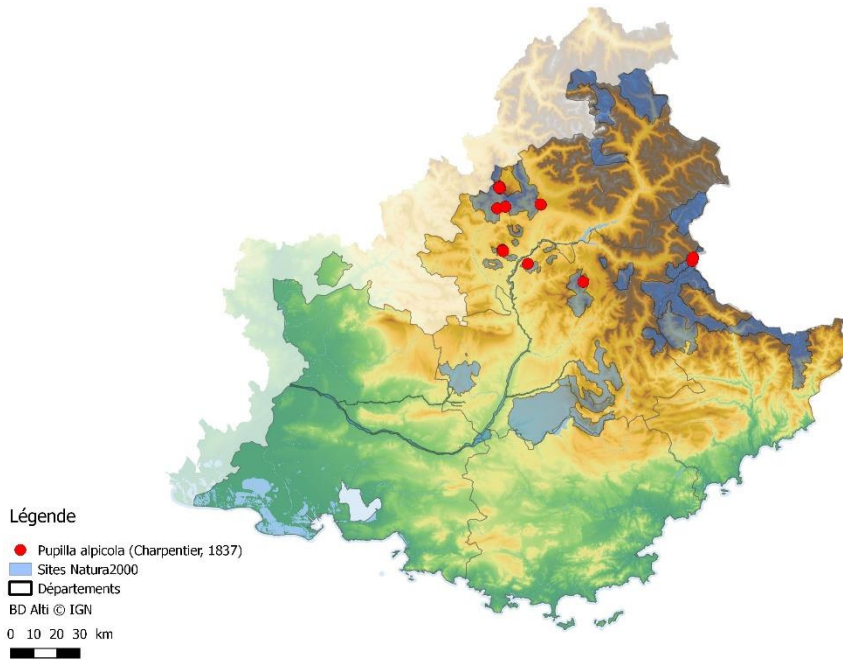 Légende
Pupilla alpicola (Charpentier, 1837)
Sites Natura2000
Départements
BD Alti © IGN
0 10 20 30 km